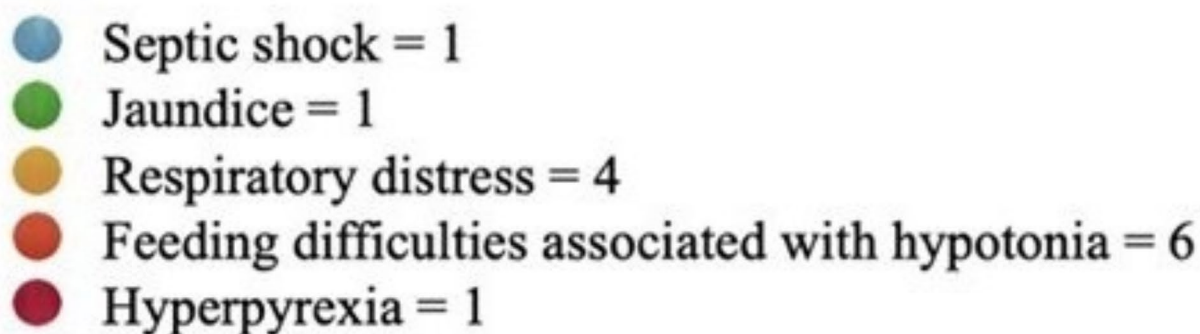 Septic shock = 1
Jaundice = 1
Respiratory distress = 4
Feeding difficulties associated with hypotonia = 6
Hyperpyrexia = 1